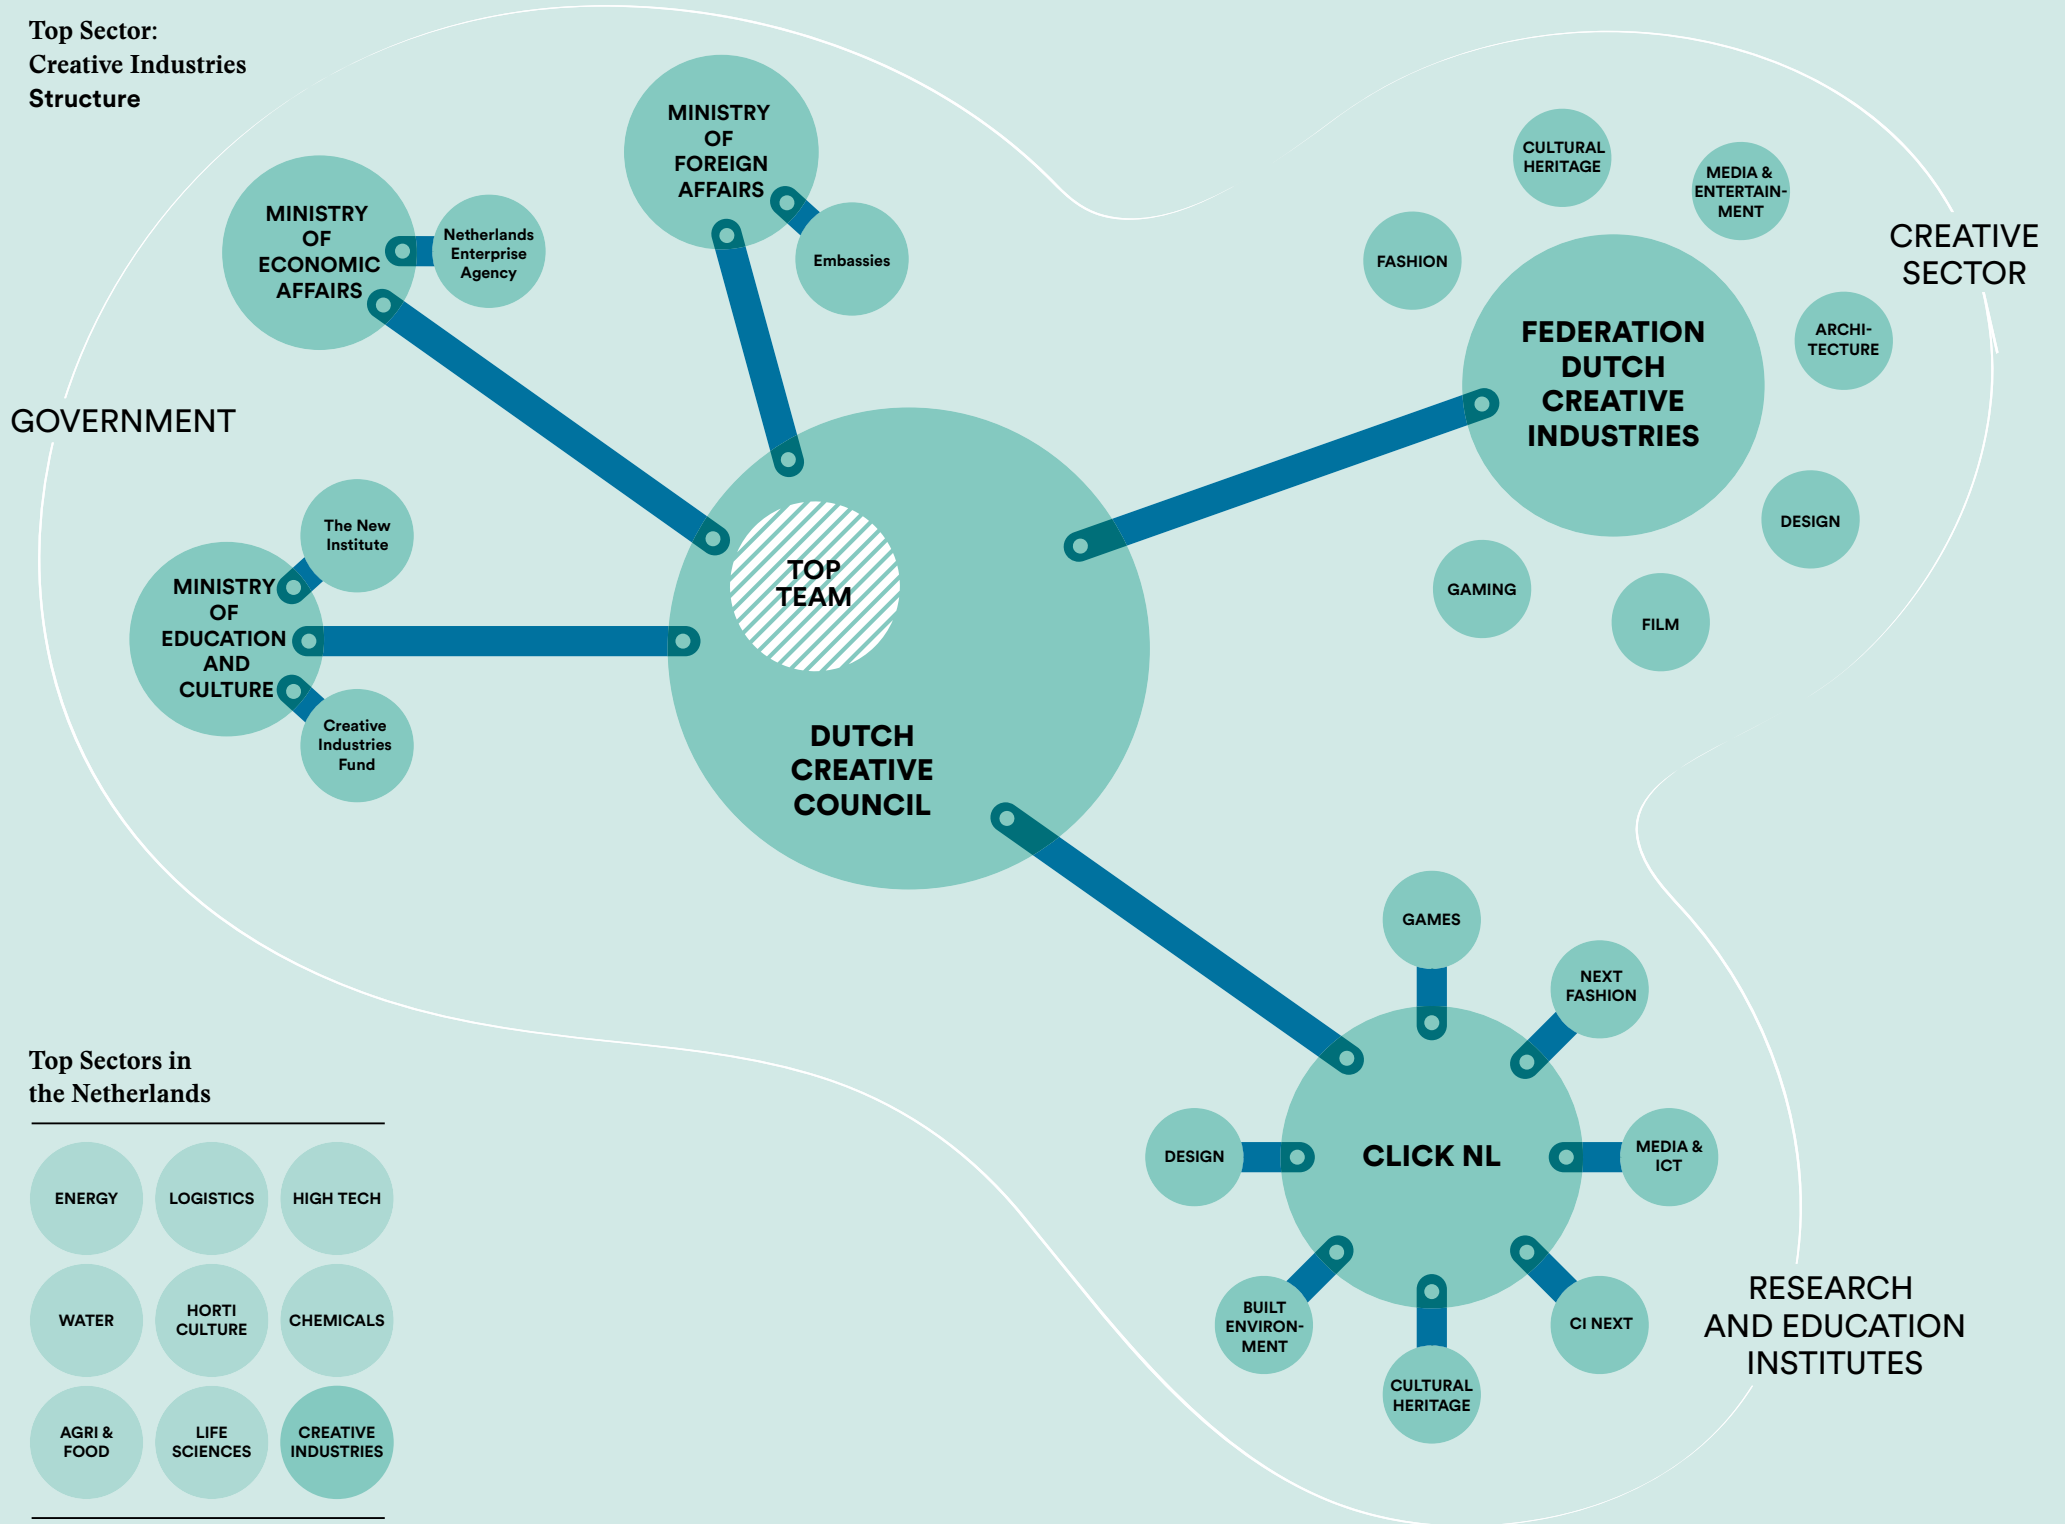 Top Sector:
Creative Industries
Structure
GOVERNMENT
MINISTRY
OF
ECONOMIC
AFFAIRS
Netherlands
Enterprise
Agency
MINISTRY
OF
FOREIGN
AFFAIRS
Embassies
The New
Institute
MINISTRY
OF
EDUCATION
AND
CULTURE
Creative
Industries
Fund
TOP
TEAM
DUTCH
CREATIVE
COUNCIL
CREATIVE
SECTOR
CULTURAL
HERITAGE
MEDIA &
ENTERTAIN-
MENT
FASHION
ARCHI-
TECTURE
FEDERATION
DUTCH
CREATIVE
INDUSTRIES
DESIGN
GAMING
FILM
GAMES
NEXT
FASHION
DESIGN
CLICK NL
MEDIA &
ICT
BUILT
ENVIRON-
MENT
CI NEXT
CULTURAL
HERITAGE
RESEARCH
AND EDUCATION
INSTITUTES
Top Sectors in
the Netherlands
ENERGY
LOGISTICS
HIGH TECH
WATER
HORTI
CULTURE
CHEMICALS
AGRI &
FOOD
LIFE
SCIENCES
CREATIVE
INDUSTRIES